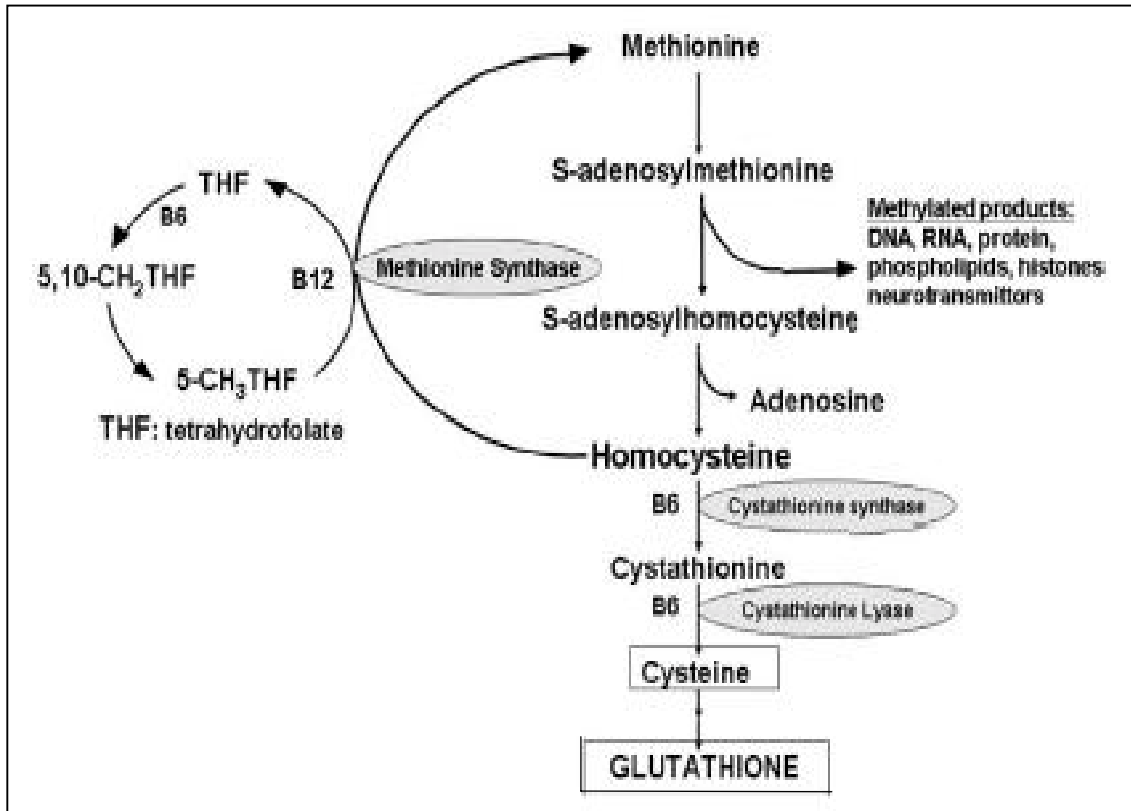 Methionine
S-adenosylmethionine
THF
B6
Methylated products:
DNA, RNA, protein,
phospholipids, histones
neurotransmittors
5,10-CH₂THF
B12
Methionine Synthase
S-adenosylhomocysteine
5-CH₃THF
Adenosine
THF: tetrahydrofolate
Homocysteine
B6
Cystathionine synthase
Cystathionine
B6
Cystathionine Lyase
Cysteine
GLUTATHIONE